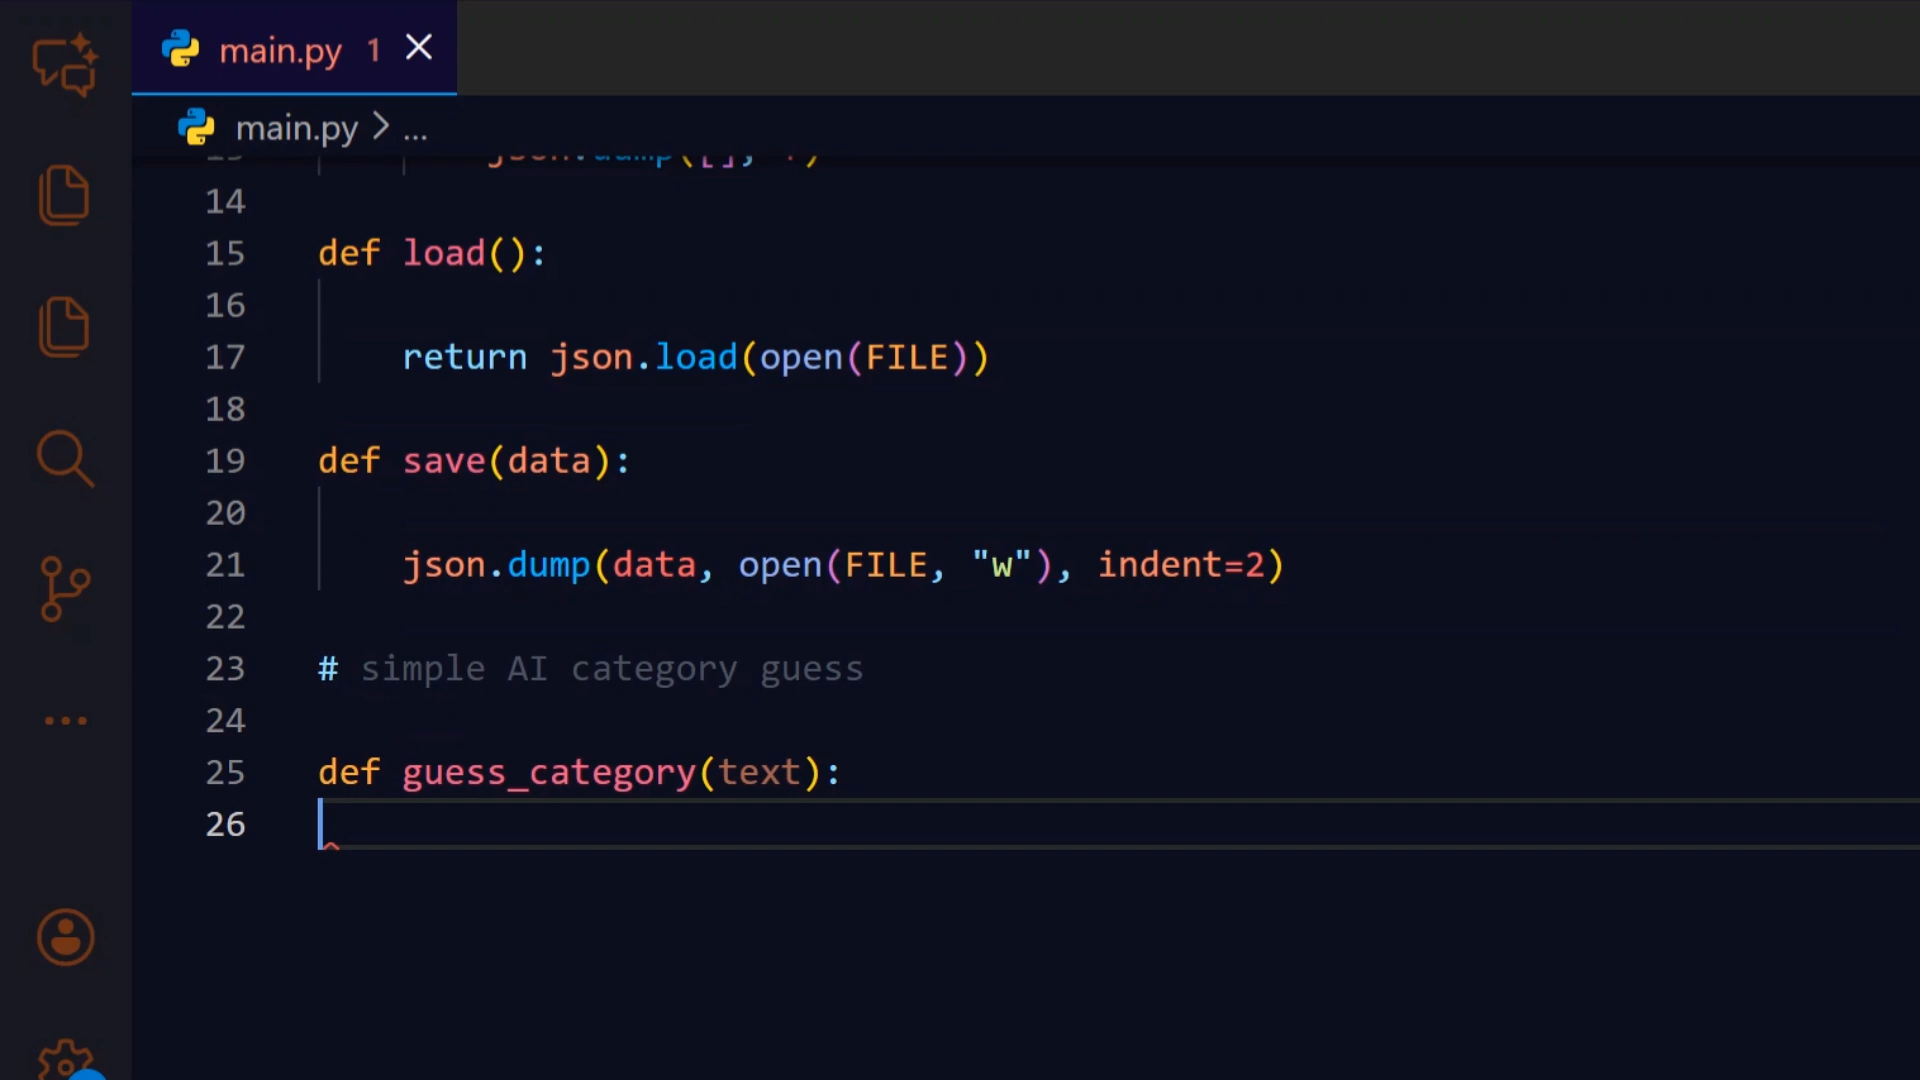 main.py 1
main.py > ...
14
15 def load():
16
17 return json.load(open(FILE))
18
19 def save(data):
20
21 json.dump(data, open(FILE, "w"), indent=2)
22
23 # simple AI category guess
24
25 def guess_category(text):
26